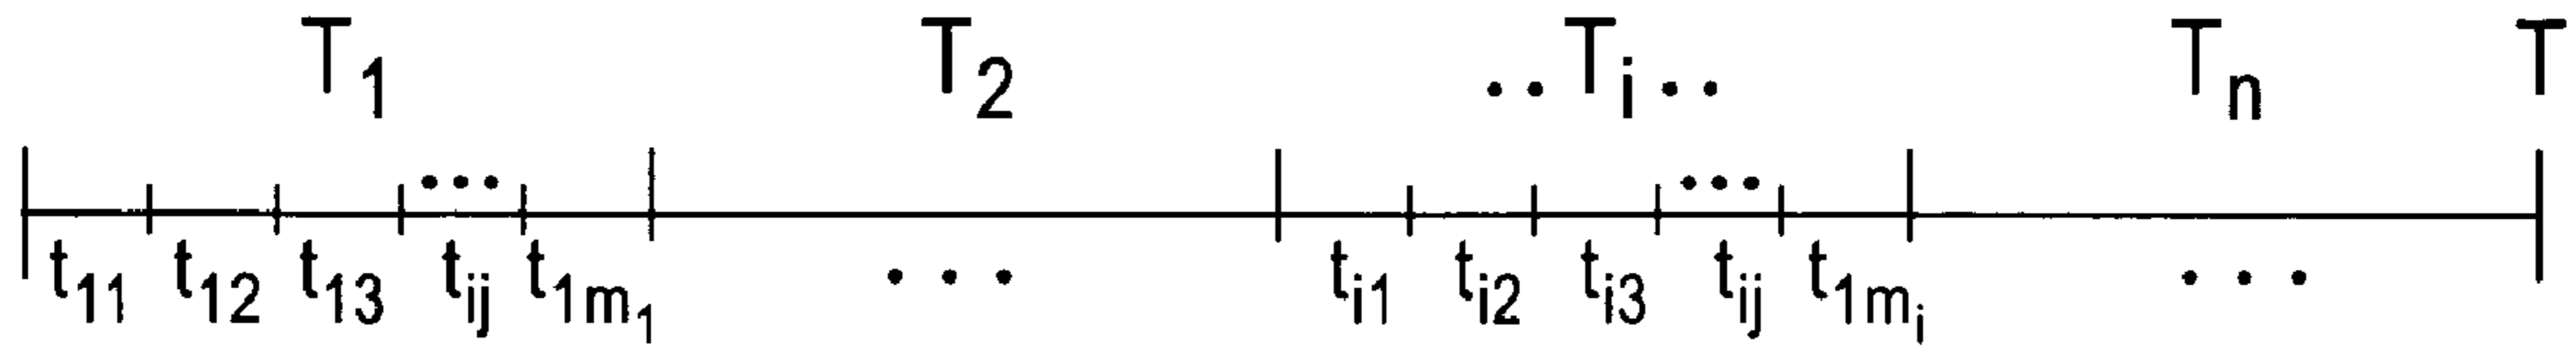 T₁ T₂ ‥ Tᵢ ‥ Tₙ T
... ...
t₁₁ t₁₂ t₁₃ tᵢⱼ t₁ₘ₁ ... tᵢ₁ tᵢ₂ tᵢ₃ tᵢⱼ t₁ₘᵢ ...